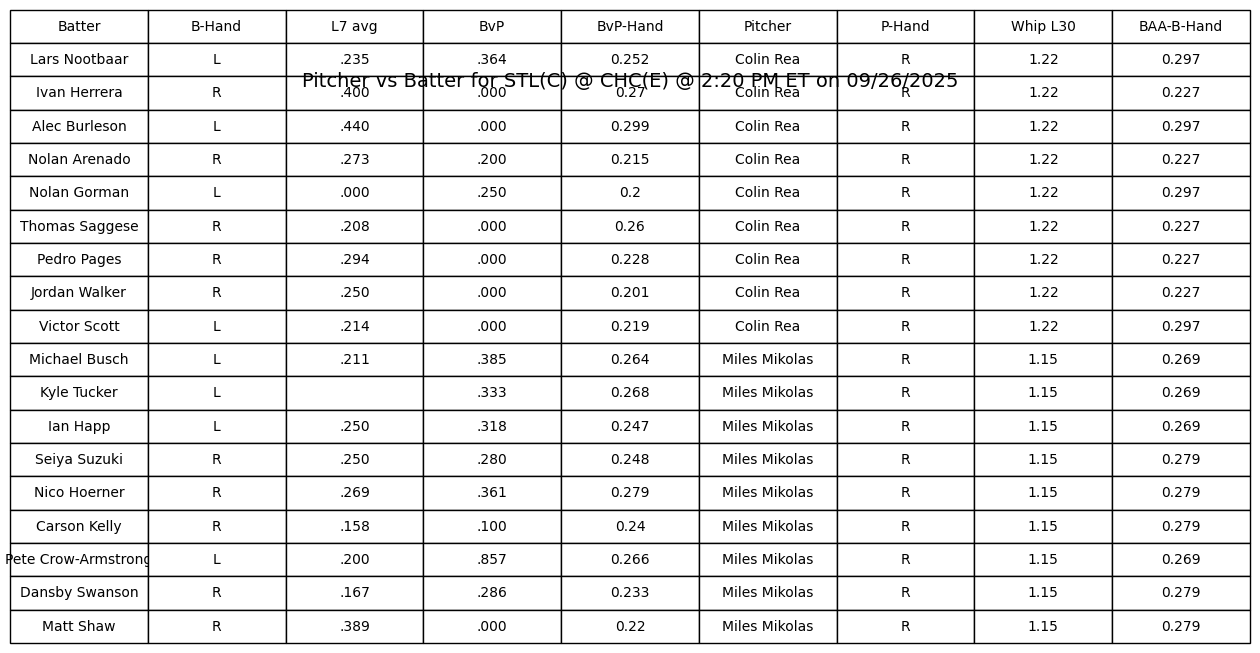 Batter B-Hand L7 avg BvP BvP-Hand Pitcher P-Hand Whip L30 BAA-B-Hand
Lars Nootbaar L .235 .364 0.252 Colin Rea R 1.22 0.297
Pitcher vs Batter for STL(C) @ CHC(E) @ 2:20 PM ET on 09/26/2025
Ivan Herrera R .400 .000 0.27 Colin Rea R 1.22 0.227
Alec Burleson L .440 .000 0.299 Colin Rea R 1.22 0.297
Nolan Arenado R .273 .200 0.215 Colin Rea R 1.22 0.227
Nolan Gorman L .000 .250 0.2 Colin Rea R 1.22 0.297
Thomas Saggese R .208 .000 0.26 Colin Rea R 1.22 0.227
Pedro Pages R .294 .000 0.228 Colin Rea R 1.22 0.227
Jordan Walker R .250 .000 0.201 Colin Rea R 1.22 0.227
Victor Scott L .214 .000 0.219 Colin Rea R 1.22 0.297
Michael Busch L .211 .385 0.264 Miles Mikolas R 1.15 0.269
Kyle Tucker L .333 0.268 Miles Mikolas R 1.15 0.269
Ian Happ L .250 .318 0.247 Miles Mikolas R 1.15 0.269
Seiya Suzuki R .250 .280 0.248 Miles Mikolas R 1.15 0.279
Nico Hoerner R .269 .361 0.279 Miles Mikolas R 1.15 0.279
Carson Kelly R .158 .100 0.24 Miles Mikolas R 1.15 0.279
Pete Crow-Armstrong L .200 .857 0.266 Miles Mikolas R 1.15 0.269
Dansby Swanson R .167 .286 0.233 Miles Mikolas R 1.15 0.279
Matt Shaw R .389 .000 0.22 Miles Mikolas R 1.15 0.279